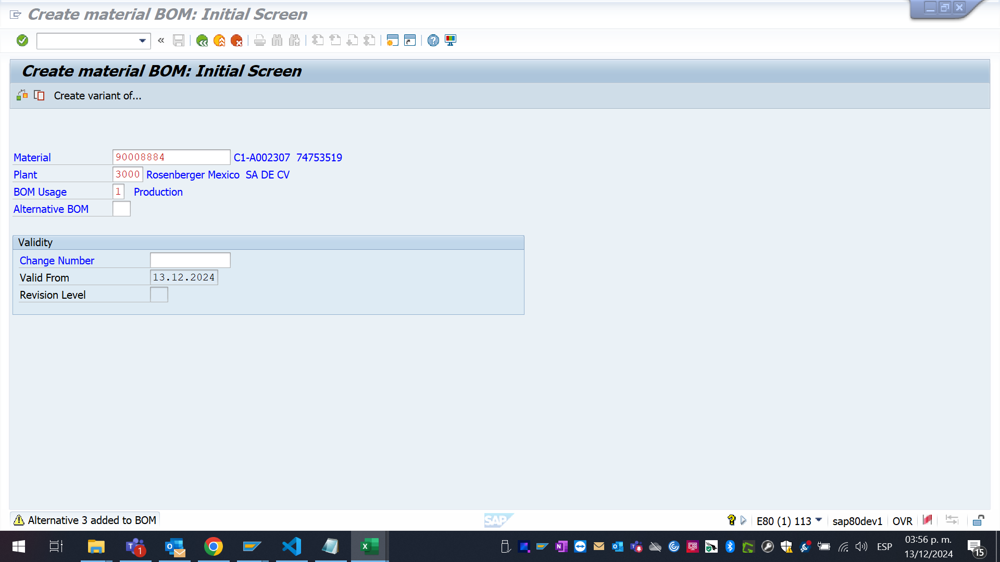 Create material BOM: Initial Screen
Create material BOM: Initial Screen
Create variant of...
Material 90008884 C1-A002307 74753519
Plant 3000 Rosenberger Mexico SA DE CV
BOM Usage 1 Production
Alternative BOM
Validity
Change Number
Valid From 13.12.2024
Revision Level
Alternative 3 added to BOM
SAP
E80 (1) 113 sap80dev1 OVR
1
ESP
03:56 p. m.
13/12/2024
15